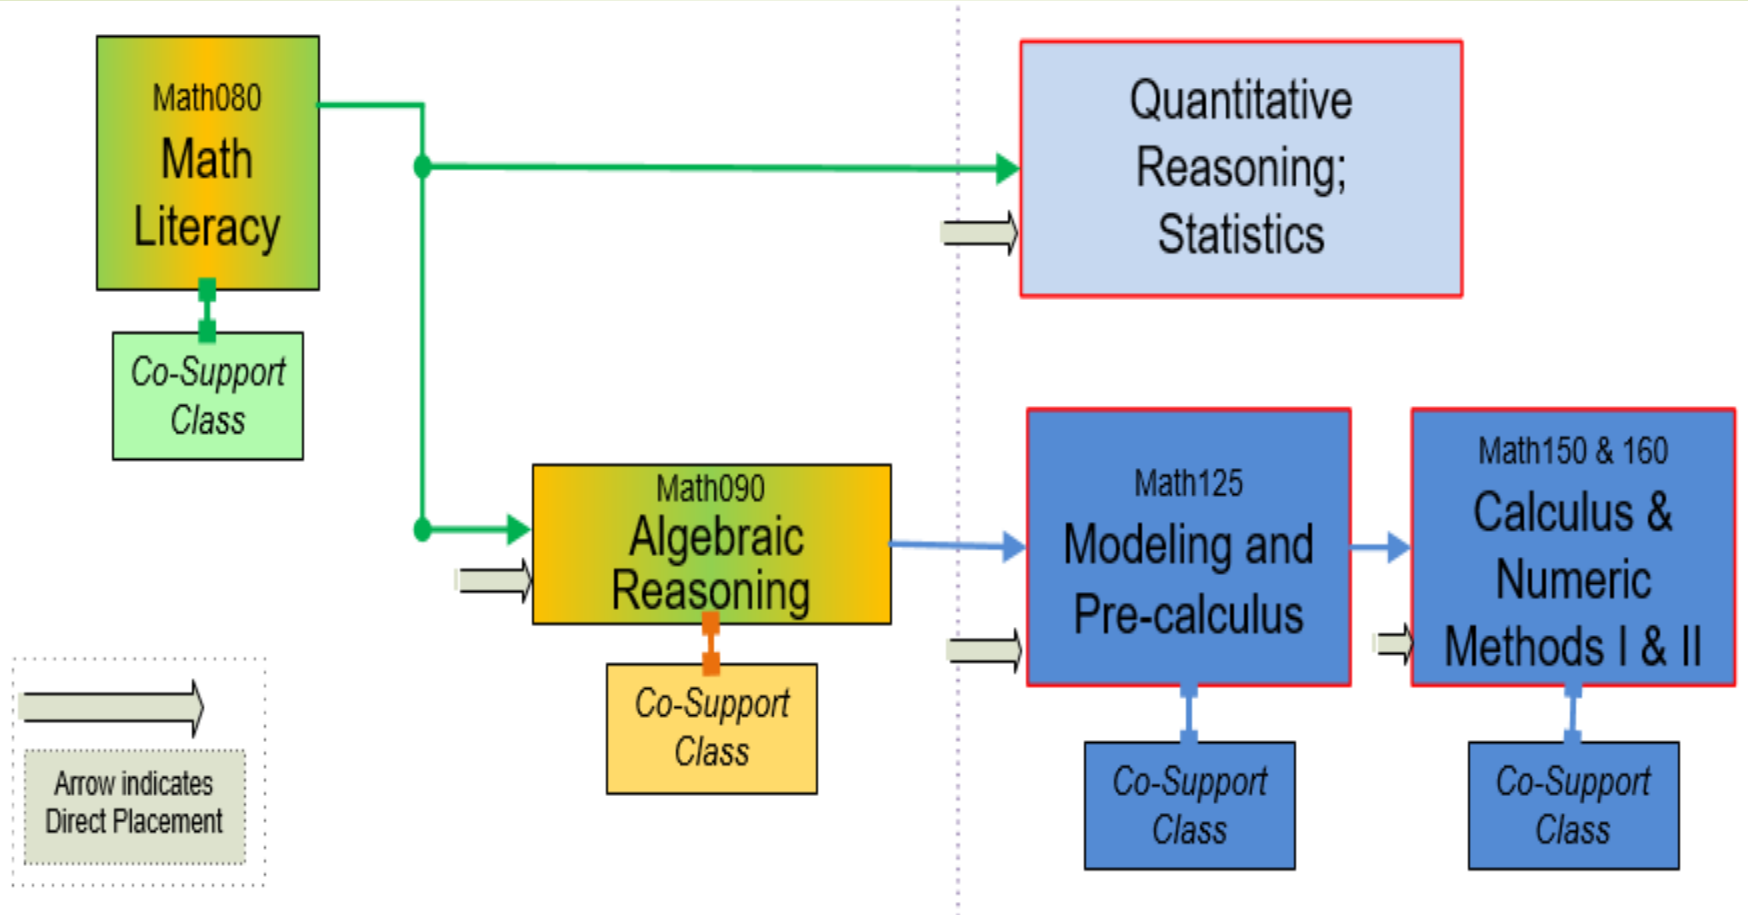 Math080
Math
Literacy
Co-Support
Class
Quantitative
Reasoning;
Statistics
Math090
Algebraic
Reasoning
Co-Support
Class
Math125
Modeling and
Pre-calculus
Co-Support
Class
Math150 & 160
Calculus &
Numeric
Methods I & II
Co-Support
Class
Arrow indicates
Direct Placement